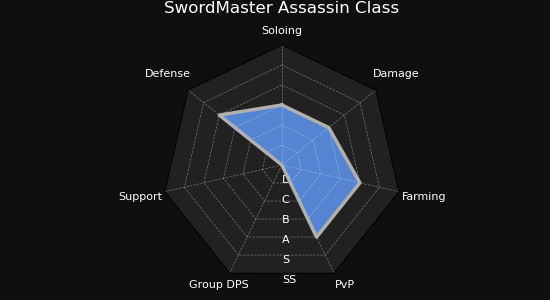 SwordMaster Assassin Class
Soloing
Defense
Damage
Support
Farming
D
C
B
A
S
SS
Group DPS
PvP